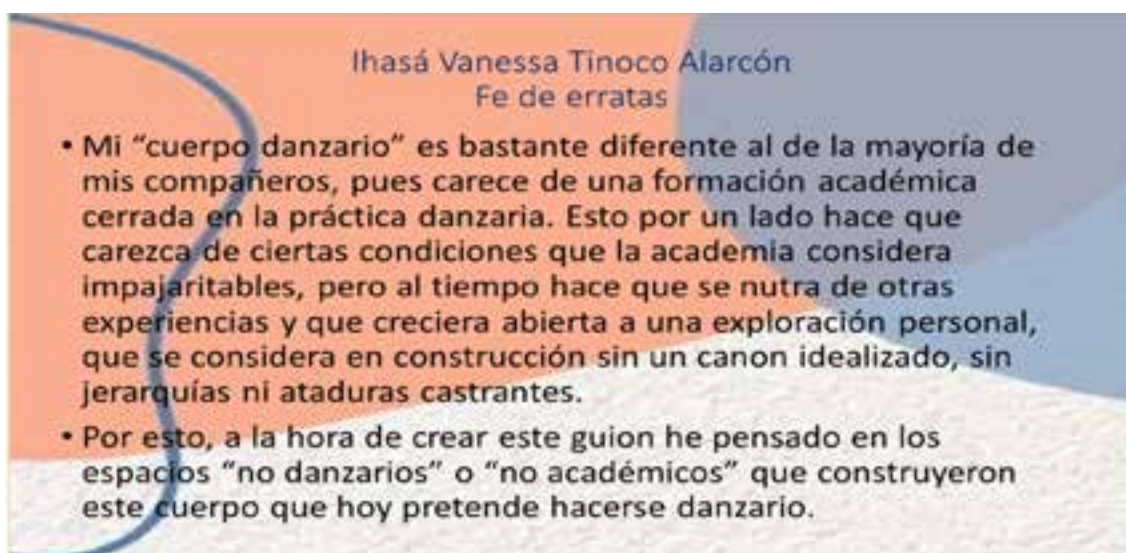 Ihasá Vanessa Tinoco Alarcón
Fe de erratas
• Mi “cuerpo danzario” es bastante diferente al de la mayoría de
mis compañeros, pues carece de una formación académica
cerrada en la práctica danzaria. Esto por un lado hace que
carezca de ciertas condiciones que la academia considera
impajaritables, pero al tiempo hace que se nutra de otras
experiencias y que creciera abierta a una exploración personal,
que se considera en construcción sin un canon idealizado, sin
jerarquías ni ataduras castrantes.
• Por esto, a la hora de crear este guion he pensado en los
espacios “no danzarios” o “no académicos” que construyeron
este cuerpo que hoy pretende hacerse danzario.